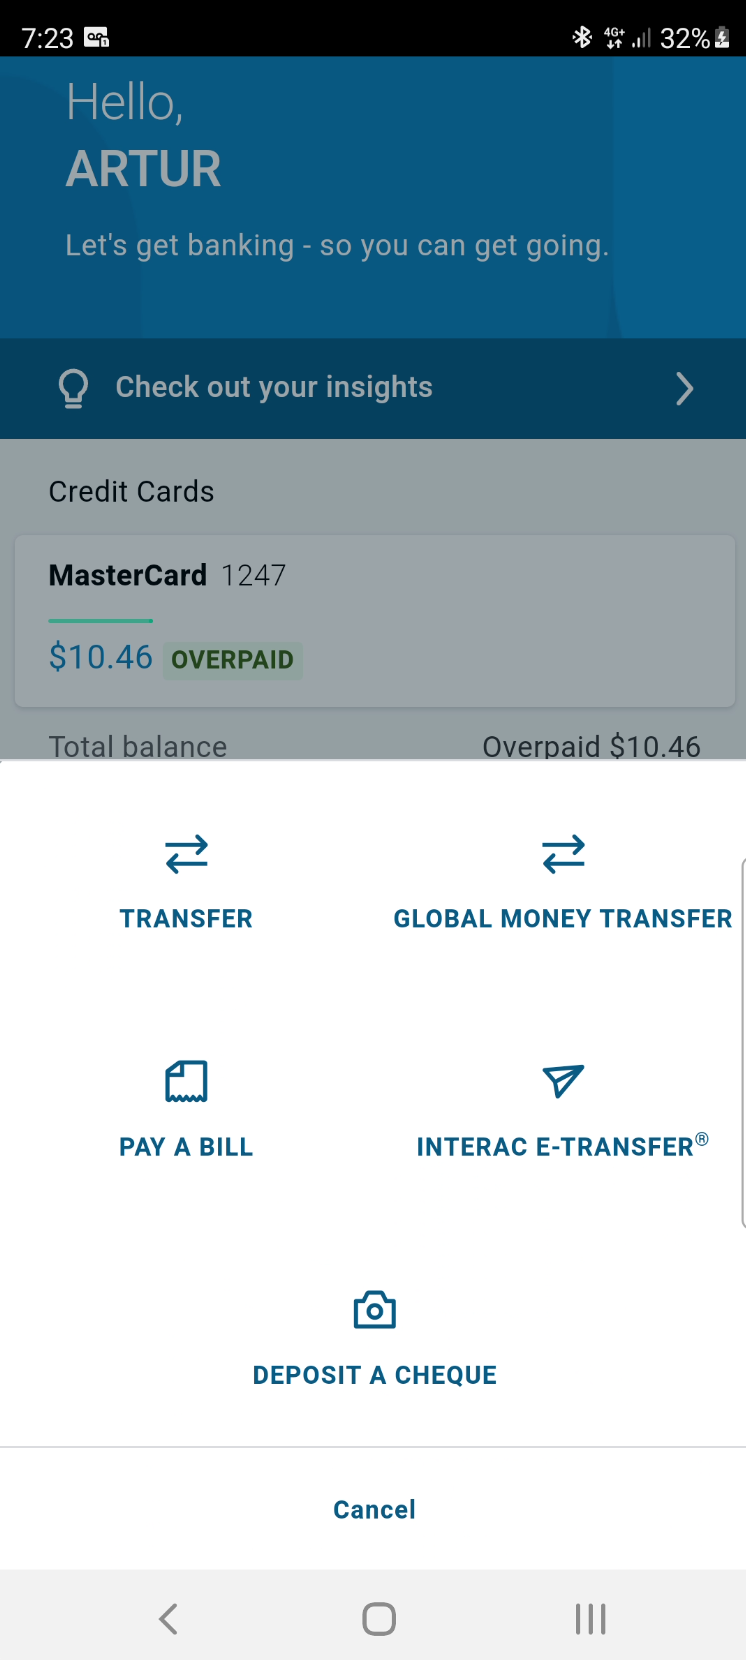 7:23 4G+ 32%
Hello,
ARTUR
Let's get banking - so you can get going.
Check out your insights
Credit Cards
MasterCard 1247
$10.46 OVERPAID
Total balance Overpaid $10.46
TRANSFER GLOBAL MONEY TRANSFER
PAY A BILL INTERAC E-TRANSFER®
DEPOSIT A CHEQUE
Cancel